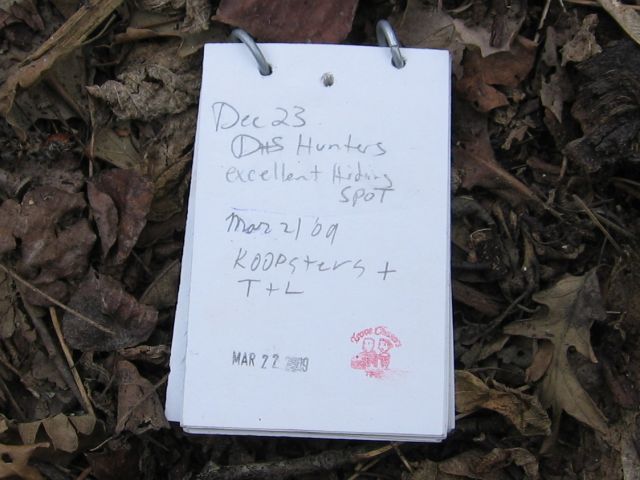 Dec 23
DHS Hunters
excellent Hiding
SPOT
Mar 21 09
KOOPsters +
T + L
MAR 22